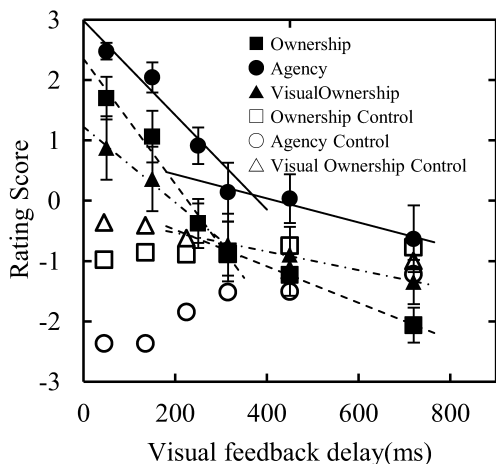 3
2
1
0
-1
-2
-3
Rating Score
Ownership
Agency
VisualOwnership
Ownership Control
Agency Control
Visual Ownership Control
0 200 400 600 800
Visual feedback delay(ms)